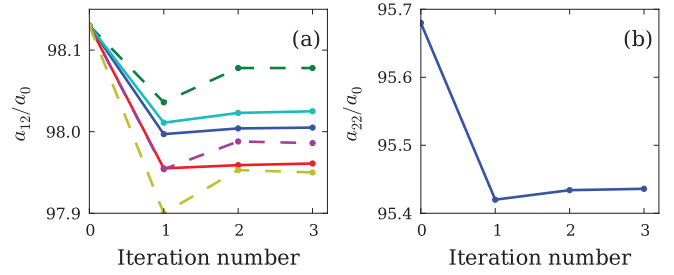 (a)
98.1
98.0
97.9
a12/a0
0 1 2 3
Iteration number
(b)
95.7
95.6
95.5
95.4
a22/a0
0 1 2 3
Iteration number